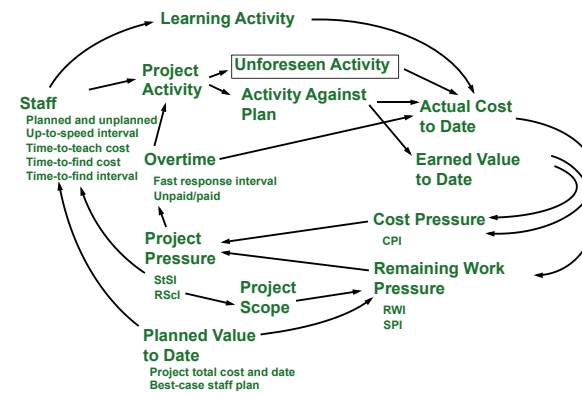 Learning Activity
Project
Activity
Unforeseen Activity
Activity Against
Plan
Staff
Planned and unplanned
Up-to-speed interval
Time-to-teach cost
Time-to-find cost
Time-to-find interval
Actual Cost
to Date
Overtime
Fast response interval
Unpaid/paid
Earned Value
to Date
Cost Pressure
CPI
Project
Pressure
StSI
RScI
Project
Scope
Remaining Work
Pressure
RWI
SPI
Planned Value
to Date
Project total cost and date
Best-case staff plan